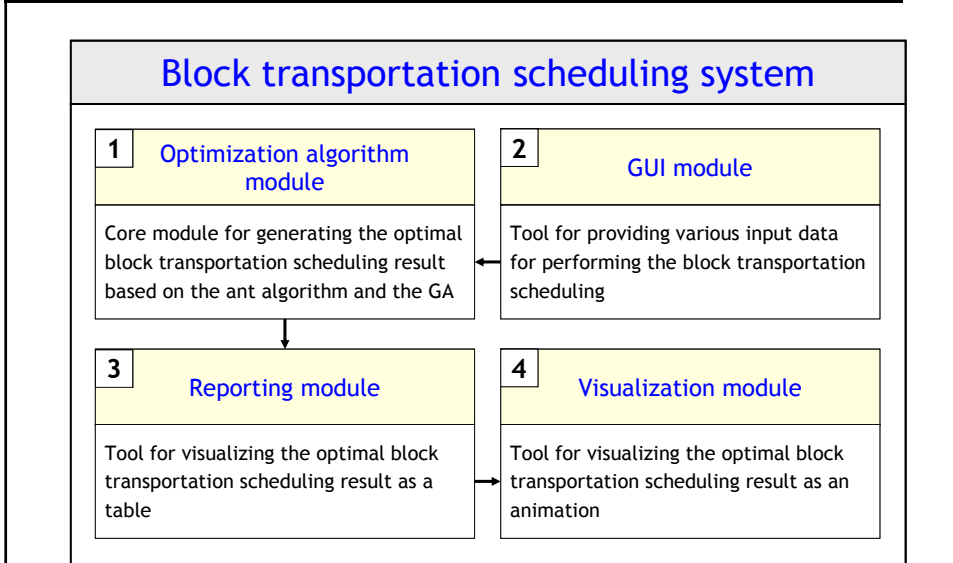 Block transportation scheduling system
1
Optimization algorithm
module
Core module for generating the optimal
block transportation scheduling result
based on the ant algorithm and the GA
2
GUI module
Tool for providing various input data
for performing the block transportation
scheduling
3
Reporting module
Tool for visualizing the optimal block
transportation scheduling result as a
table
4
Visualization module
Tool for visualizing the optimal block
transportation scheduling result as an
animation